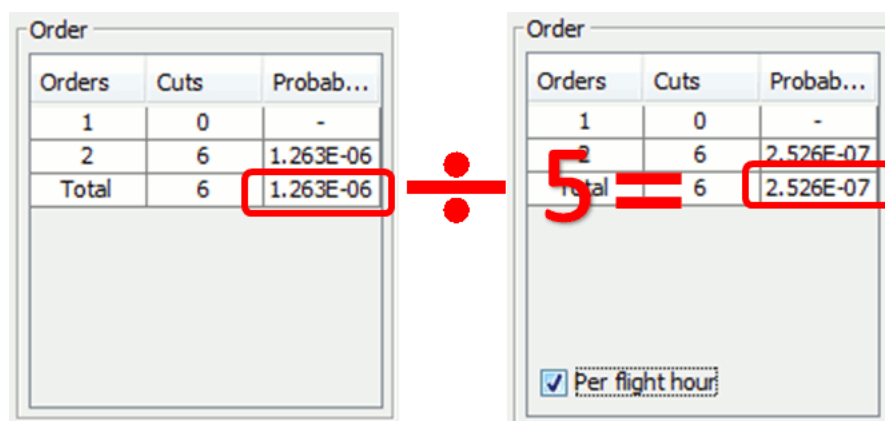 Order
Orders Cuts Probab...
1 0 -
2 6 1.263E-06
Total 6 1.263E-06
÷ 5 =
Order
Orders Cuts Probab...
1 0 -
2 6 2.526E-07
Total 6 2.526E-07
Per flight hour